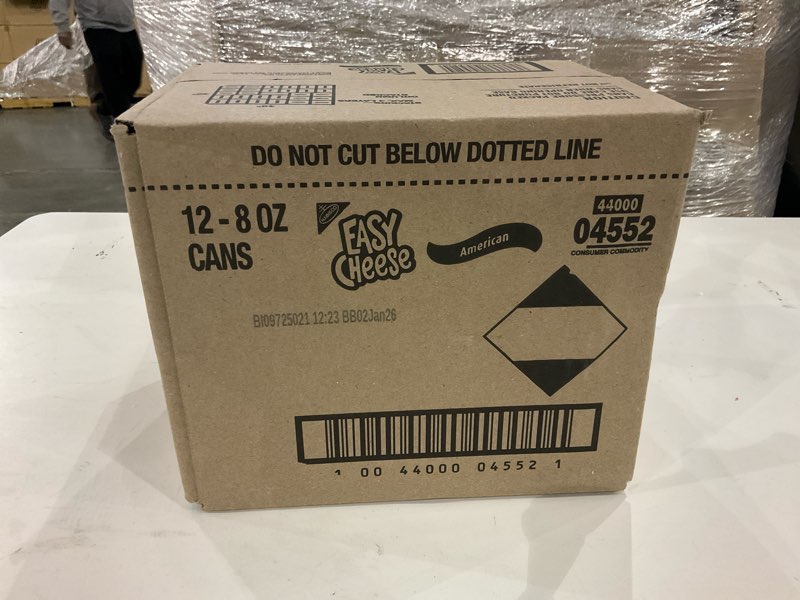 DO NOT CUT BELOW DOTTED LINE
12 - 8 OZ
CANS
NABISCO
EASY
CHEESE
American
44000
04552
CONSUMER COMMODITY
BI09725021 12:23 BB02Jan26
1 00 44000 04552 1